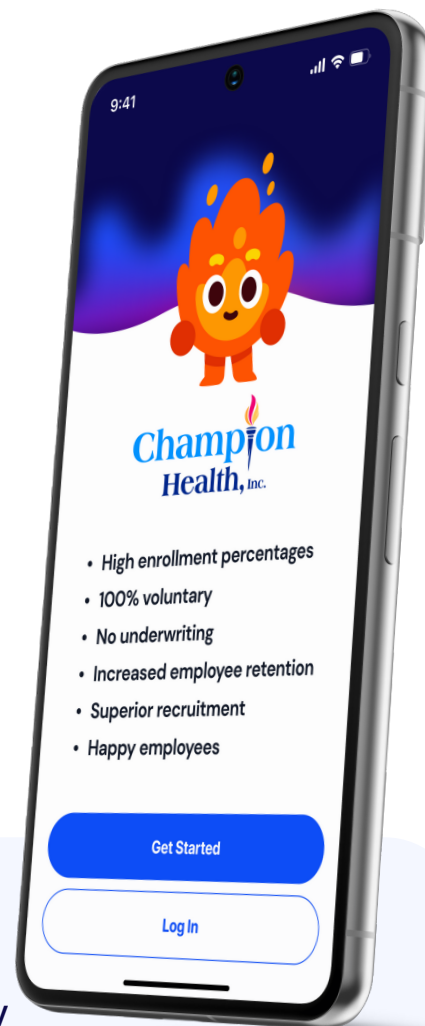 9:41
Champion
Health, Inc.
• High enrollment percentages
• 100% voluntary
• No underwriting
• Increased employee retention
• Superior recruitment
• Happy employees
Get Started
Log In